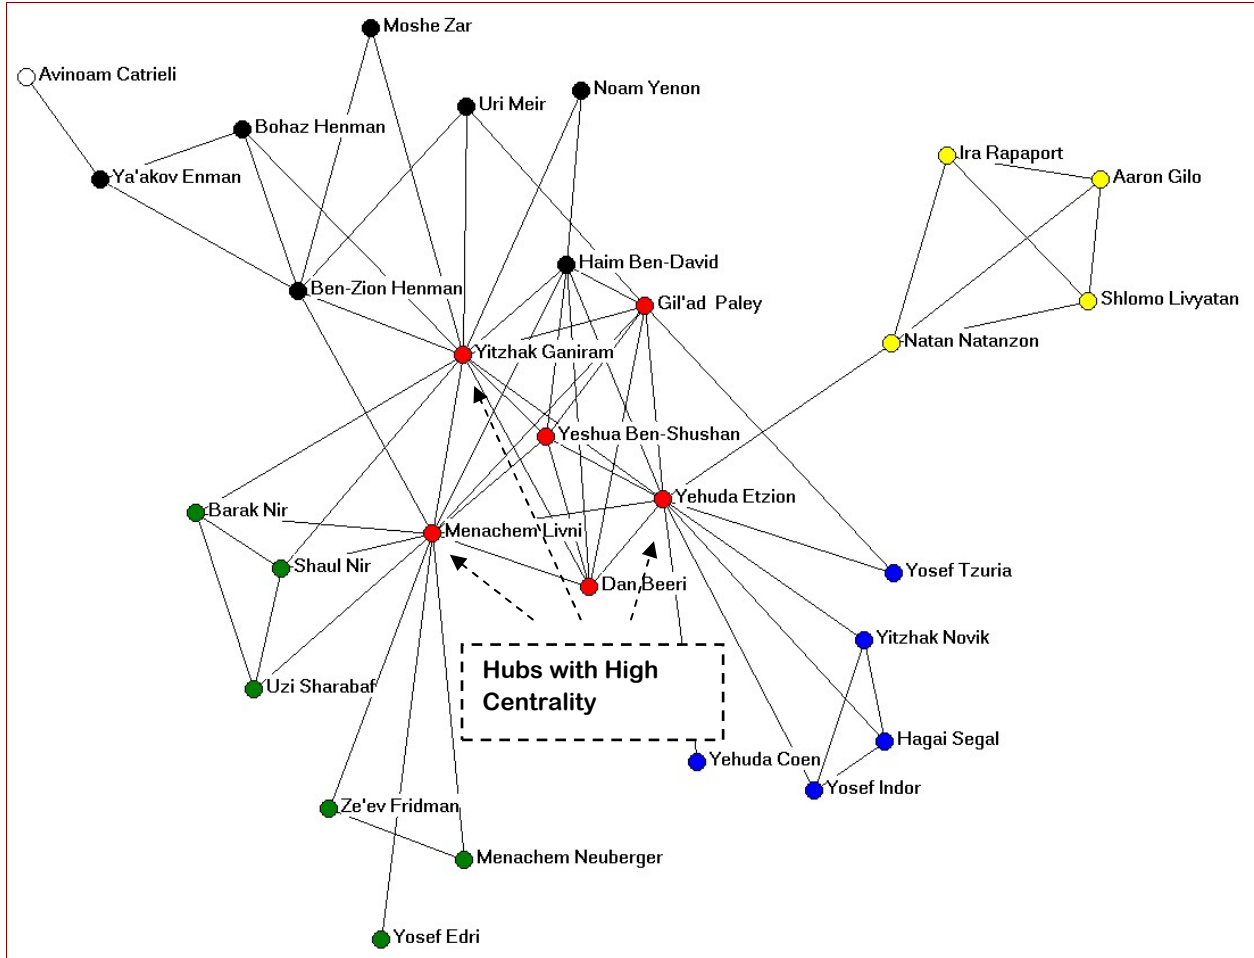 Moshe Zar
Avinoam Catrieli
Noam Yenon
Uri Meir
Bohaz Henman
Ira Rapaport
Ya'akov Enman
Aaron Gilo
Haim Ben-David
Ben-Zion Henman
Shlomo Livyatan
Gil'ad Paley
Natan Natanzon
Yitzhak Ganiram
Yeshua Ben-Shushan
Yehuda Etzion
Barak Nir
Menachem Livni
Shaul Nir
Yosef Tzuria
Dan Beeri
Yitzhak Novik
Hubs with High
Centrality
Uzi Sharabaf
Hagai Segal
Yehuda Coen
Yosef Indor
Ze'ev Fridman
Menachem Neuberger
Yosef Edri